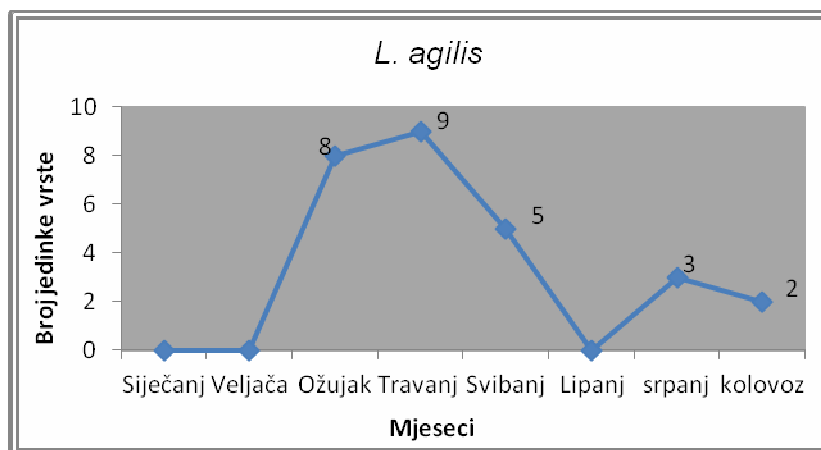 L. agilis
10
8
6
4
2
0
8
9
5
3
2
Broj jedinke vrste
Siječanj Veljača Ožujak Travanj Svibanj Lipanj srpanj kolovoz
Mjeseci